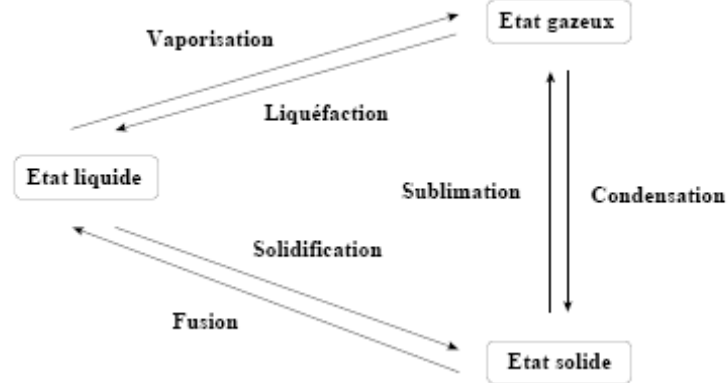 Etat gazeux
Vaporisation
Liquéfaction
Etat liquide
Sublimation
Condensation
Solidification
Fusion
Etat solide